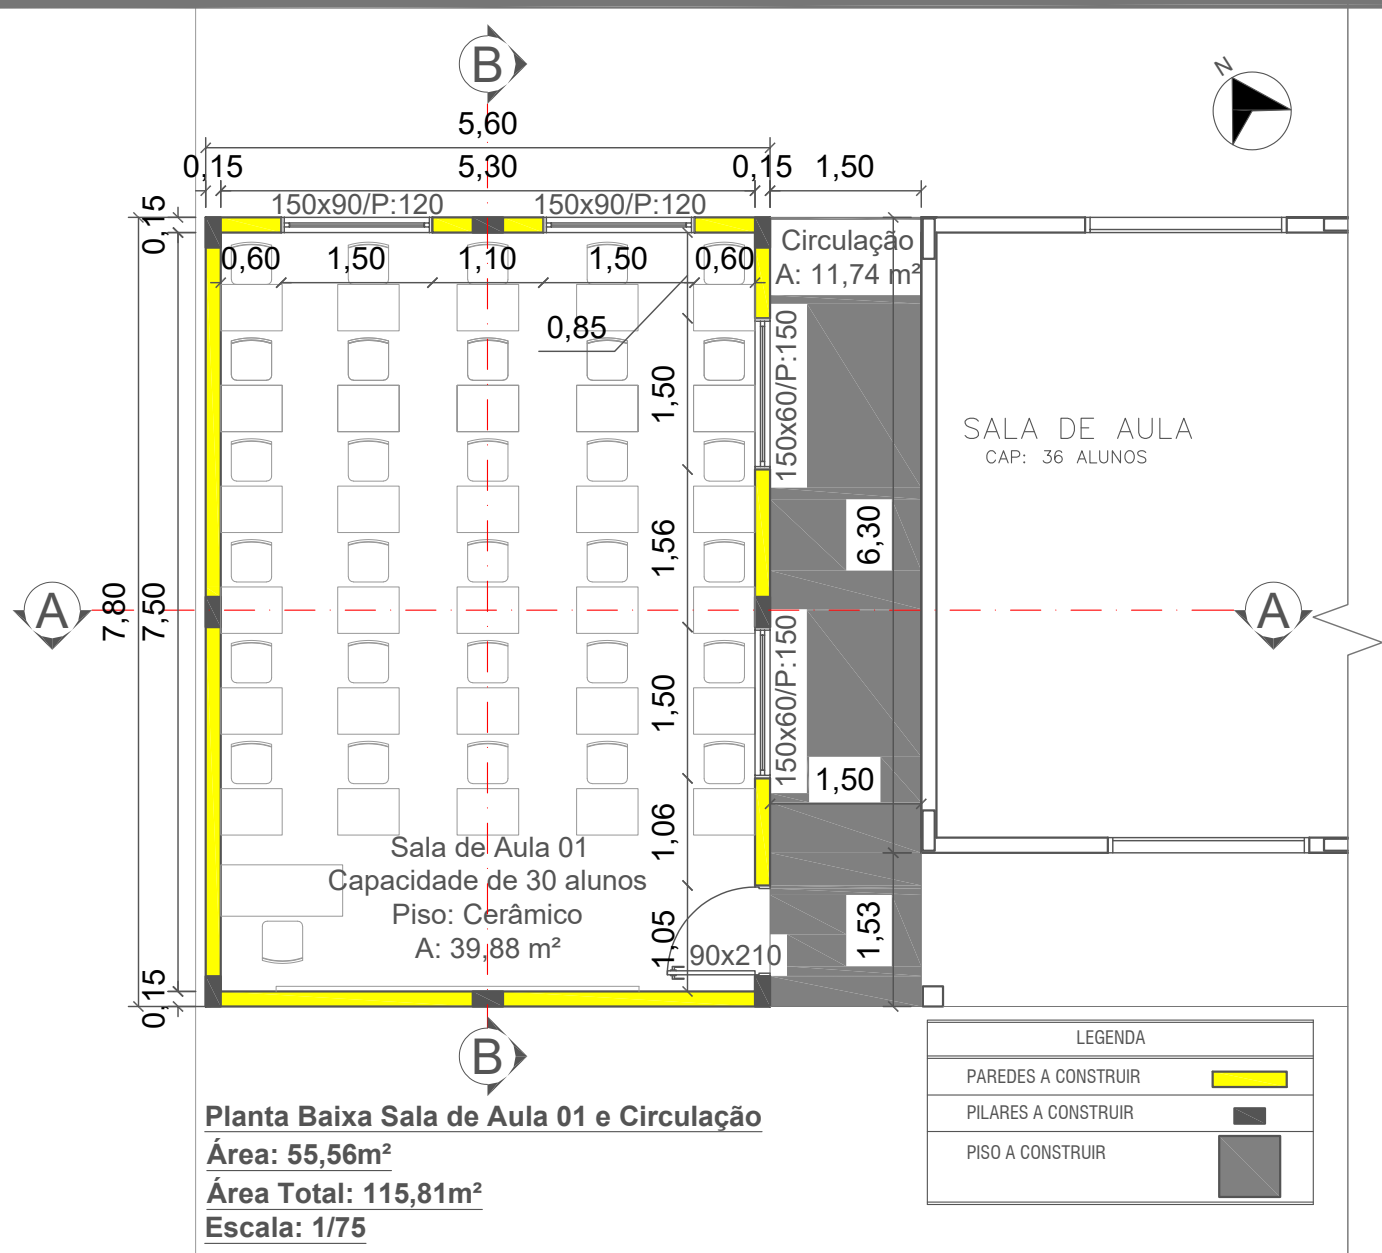 B
N
5,60
0,15
5,30
0,15
1,50
150x90/P:120
150x90/P:120
0,15
Circulação
A: 11,74 m²
0,60
1,50
1,10
1,50
0,60
0,85
150x60/P:150
1,50
SALA DE AULA
CAP: 36 ALUNOS
6,30
1,56
A
7,80
7,50
A
150x60/P:150
1,50
1,50
1,06
Sala de Aula 01
Capacidade de 30 alunos
Piso: Cerâmico
A: 39,88 m²
1,05
90x210
1,53
0,15
B
LEGENDA
PAREDES A CONSTRUIR
PILARES A CONSTRUIR
PISO A CONSTRUIR
Planta Baixa Sala de Aula 01 e Circulação
Área: 55,56m²
Área Total: 115,81m²
Escala: 1/75